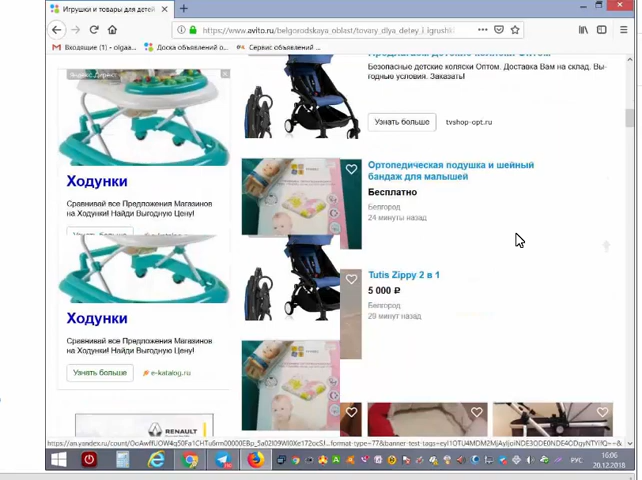 Игрушки и товары для детей
https://www.avito.ru/belgorodskaya_oblast/tovary_dlya_detey_i_igrushki
Входящие (1) - olgaa...
Доска объявлений о...
Сервис объявлений ...
Яндекс.Директ
Ходунки
Сравнивай все Предложения Магазинов
на Ходунки! Найди Выгодную Цену!
Ходунки
Сравнивай все Предложения Магазинов
на Ходунки! Найди Выгодную Цену!
Узнать больше
e-katalog.ru
RENAULT
Безопасные детские коляски Оптом. Доставка Вам на склад. Вы-
годные условия. Заказать!
Узнать больше
tvshop-opt.ru
Ортопедическая подушка и шейный
бандаж для малышей
Бесплатно
Белгород
24 минуты назад
Tutis Zippy 2 в 1
5 000 ₽
Белгород
29 минут назад
РУС
16:06
20.12.2018